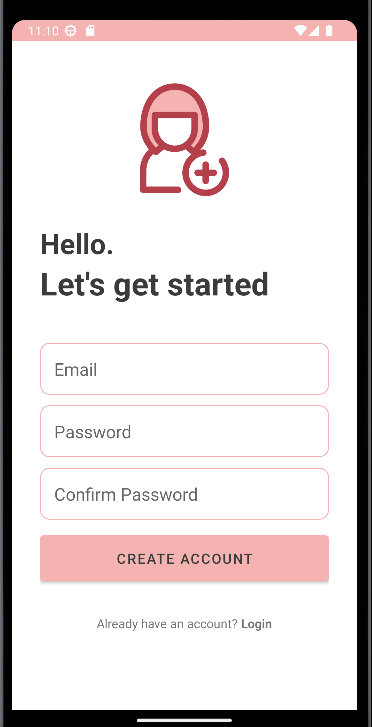 11:10
Hello.
Let's get started
Email
Password
Confirm Password
CREATE ACCOUNT
Already have an account? Login